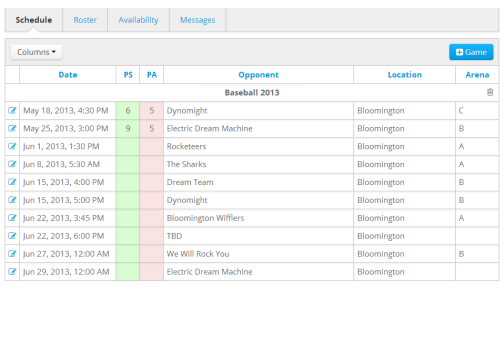 Schedule Roster Availability Messages
Columns Game
Date PS PA Opponent Location Arena
Baseball 2013
May 18, 2013, 4:30 PM 6 5 Dynomight Bloomington C
May 25, 2013, 3:00 PM 9 5 Electric Dream Machine Bloomington B
Jun 1, 2013, 1:30 PM Rocketeers Bloomington A
Jun 8, 2013, 5:30 AM The Sharks Bloomington A
Jun 15, 2013, 4:00 PM Dream Team Bloomington B
Jun 15, 2013, 5:00 PM Dynomight Bloomington B
Jun 22, 2013, 3:45 PM Bloomington Wifflers Bloomington A
Jun 22, 2013, 6:00 PM TBD Bloomington
Jun 27, 2013, 12:00 AM We Will Rock You Bloomington B
Jun 29, 2013, 12:00 AM Electric Dream Machine Bloomington